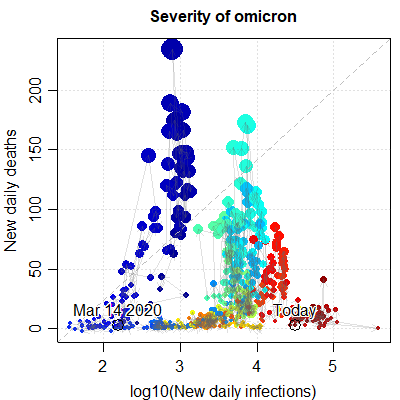 Severity of omicron
New daily deaths
200
150
100
50
0
Mar, 14 2020
Today
2
3
4
5
log10(New daily infections)